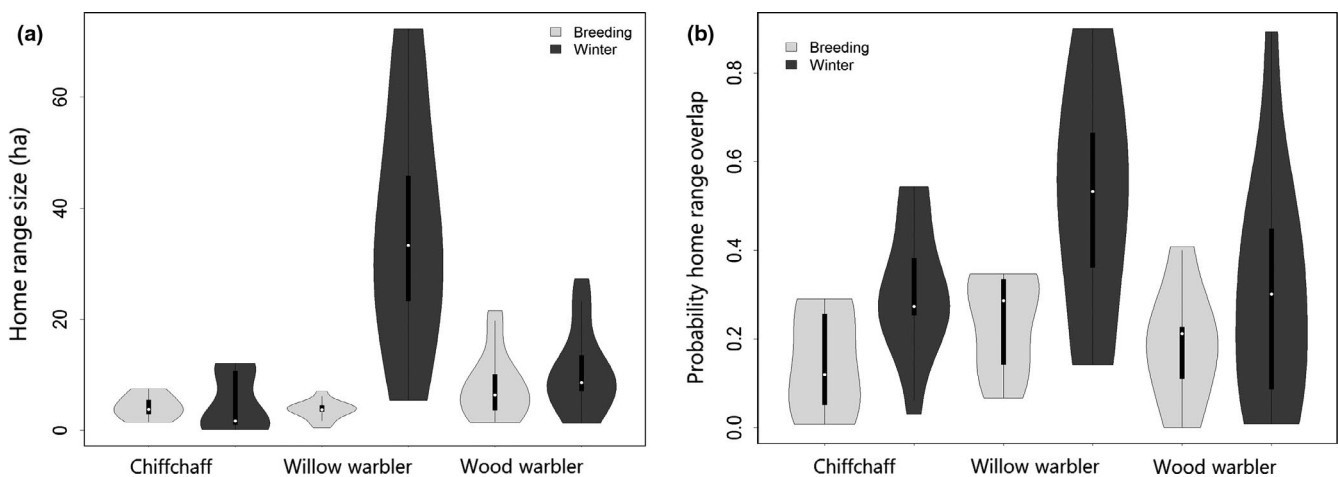 (a)
Breeding
Winter
Home range size (ha)
60
40
20
0
Chiffchaff Willow warbler Wood warbler
(b)
Breeding
Winter
Probability home range overlap
0.8
0.6
0.4
0.2
0.0
Chiffchaff Willow warbler Wood warbler